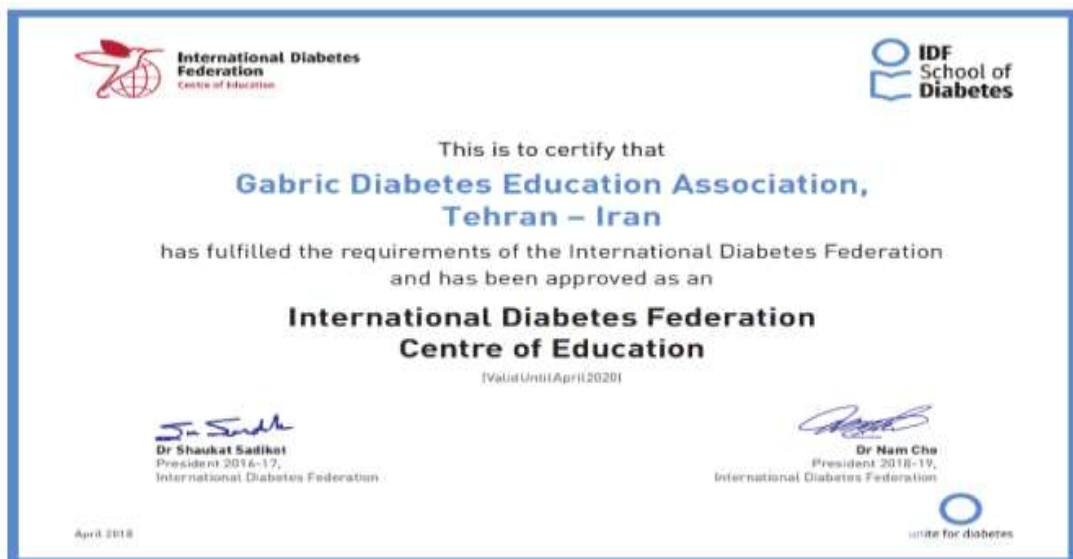 International Diabetes
Federation
Centre of Education
IDF
School of
Diabetes
This is to certify that
Gabric Diabetes Education Association,
Tehran – Iran
has fulfilled the requirements of the International Diabetes Federation
and has been approved as an
International Diabetes Federation
Centre of Education
(Valid Until April 2020)
Dr Shaukat Sadikot
President 2016-17,
International Diabetes Federation
Dr Nam Cho
President 2018-19,
International Diabetes Federation
April 2018
unite for diabetes